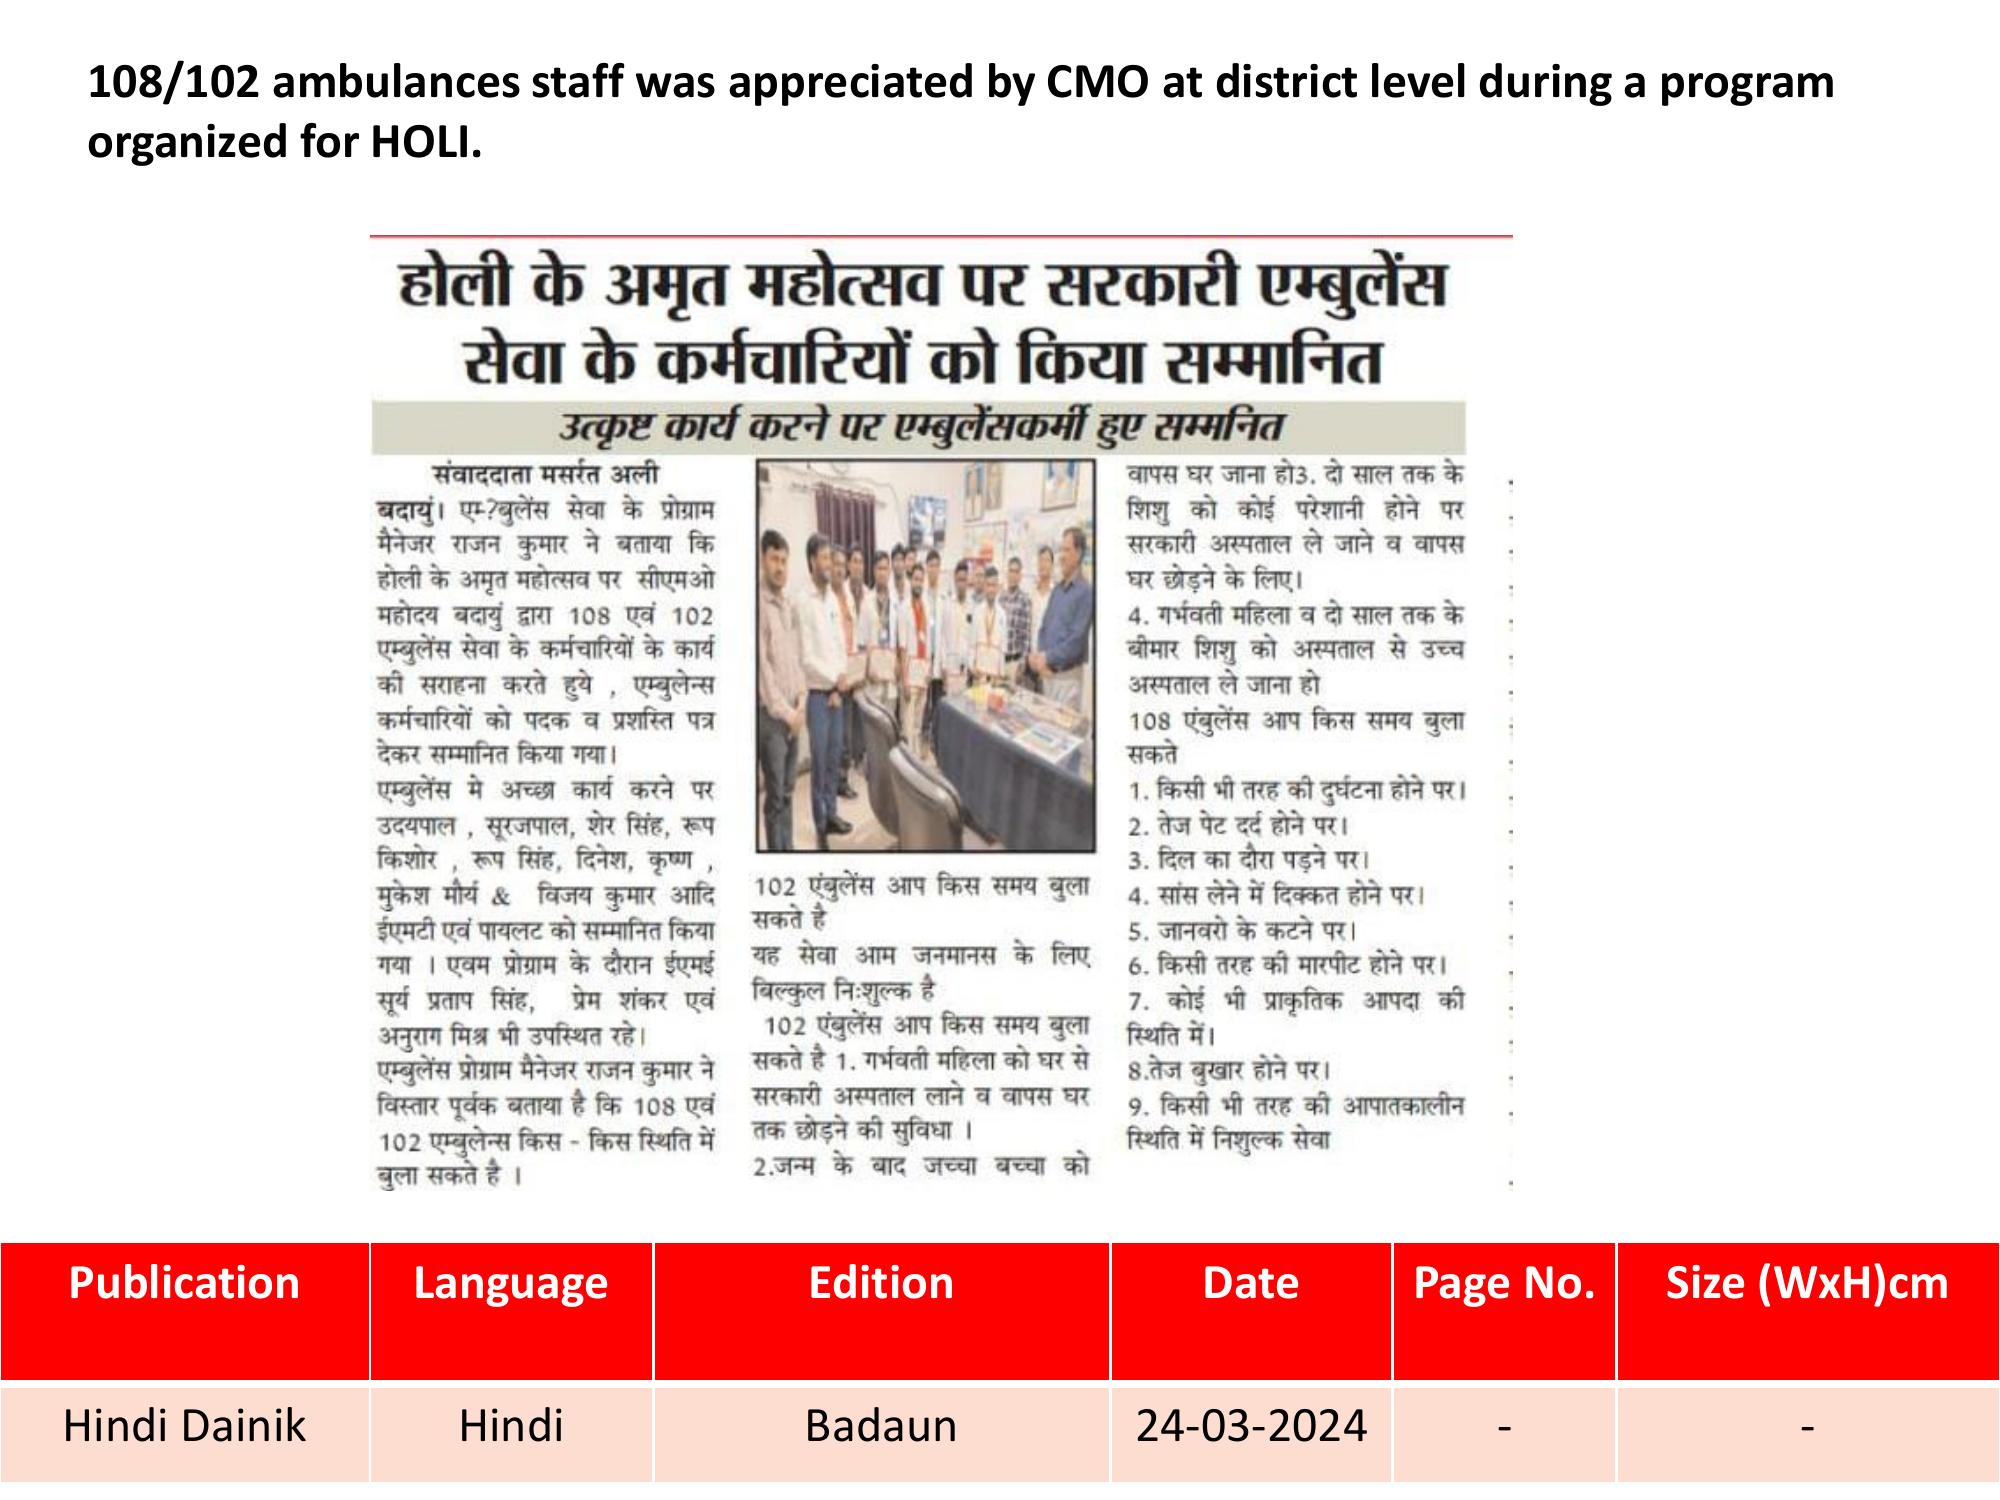 108/102 ambulances staff was appreciated by CMO at district level during a program
organized for HOLI.
होली के अमृत महोत्सव पर सरकारी एम्बुलेंस
सेवा के कर्मचारियों को किया सम्मानित
उत्कृष्ट कार्य करने पर एम्बुलेंसकर्मी हुए सम्मनित
संवाददाता मसर्रत अली
बदायुं। एम्?बुलेंस सेवा के प्रोग्राम
मैनेजर राजन कुमार ने बताया कि
होली के अमृत महोत्सव पर सीएमओ
महोदय बदायुं द्वारा 108 एवं 102
एम्बुलेंस सेवा के कर्मचारियों के कार्य
की सराहना करते हुये , एम्बुलेन्स
कर्मचारियों को पदक व प्रशस्ति पत्र
देकर सम्मानित किया गया।
एम्बुलेंस मे अच्छा कार्य करने पर
उदयपाल , सूरजपाल, शेर सिंह, रूप
किशोर , रूप सिंह, दिनेश, कृष्ण ,
मुकेश मौर्य & विजय कुमार आदि
ईएमटी एवं पायलट को सम्मानित किया
गया । एवम प्रोग्राम के दौरान ईएमई
सूर्य प्रताप सिंह, प्रेम शंकर एवं
अनुराग मिश्र भी उपस्थित रहे।
एम्बुलेंस प्रोग्राम मैनेजर राजन कुमार ने
विस्तार पूर्वक बताया है कि 108 एवं
102 एम्बुलेन्स किस - किस स्थिति में
बुला सकते है ।
102 एंबुलेंस आप किस समय बुला
सकते है
यह सेवा आम जनमानस के लिए
बिल्कुल निःशुल्क है
102 एंबुलेंस आप किस समय बुला
सकते है 1. गर्भवती महिला को घर से
सरकारी अस्पताल लाने व वापस घर
तक छोड़ने की सुविधा ।
2.जन्म के बाद जच्चा बच्चा को
वापस घर जाना हो3. दो साल तक के
शिशु को कोई परेशानी होने पर
सरकारी अस्पताल ले जाने व वापस
घर छोड़ने के लिए।
4. गर्भवती महिला व दो साल तक के
बीमार शिशु को अस्पताल से उच्च
अस्पताल ले जाना हो
108 एंबुलेंस आप किस समय बुला
सकते
1. किसी भी तरह की दुर्घटना होने पर।
2. तेज पेट दर्द होने पर।
3. दिल का दौरा पड़ने पर।
4. सांस लेने में दिक्कत होने पर।
5. जानवरो के कटने पर।
6. किसी तरह की मारपीट होने पर।
7. कोई भी प्राकृतिक आपदा की
स्थिति में।
8.तेज बुखार होने पर।
9. किसी भी तरह की आपातकालीन
स्थिति में निशुल्क सेवा
Publication Language Edition Date Page No. Size (WxH)cm
Hindi Dainik Hindi Badaun 24-03-2024 - -